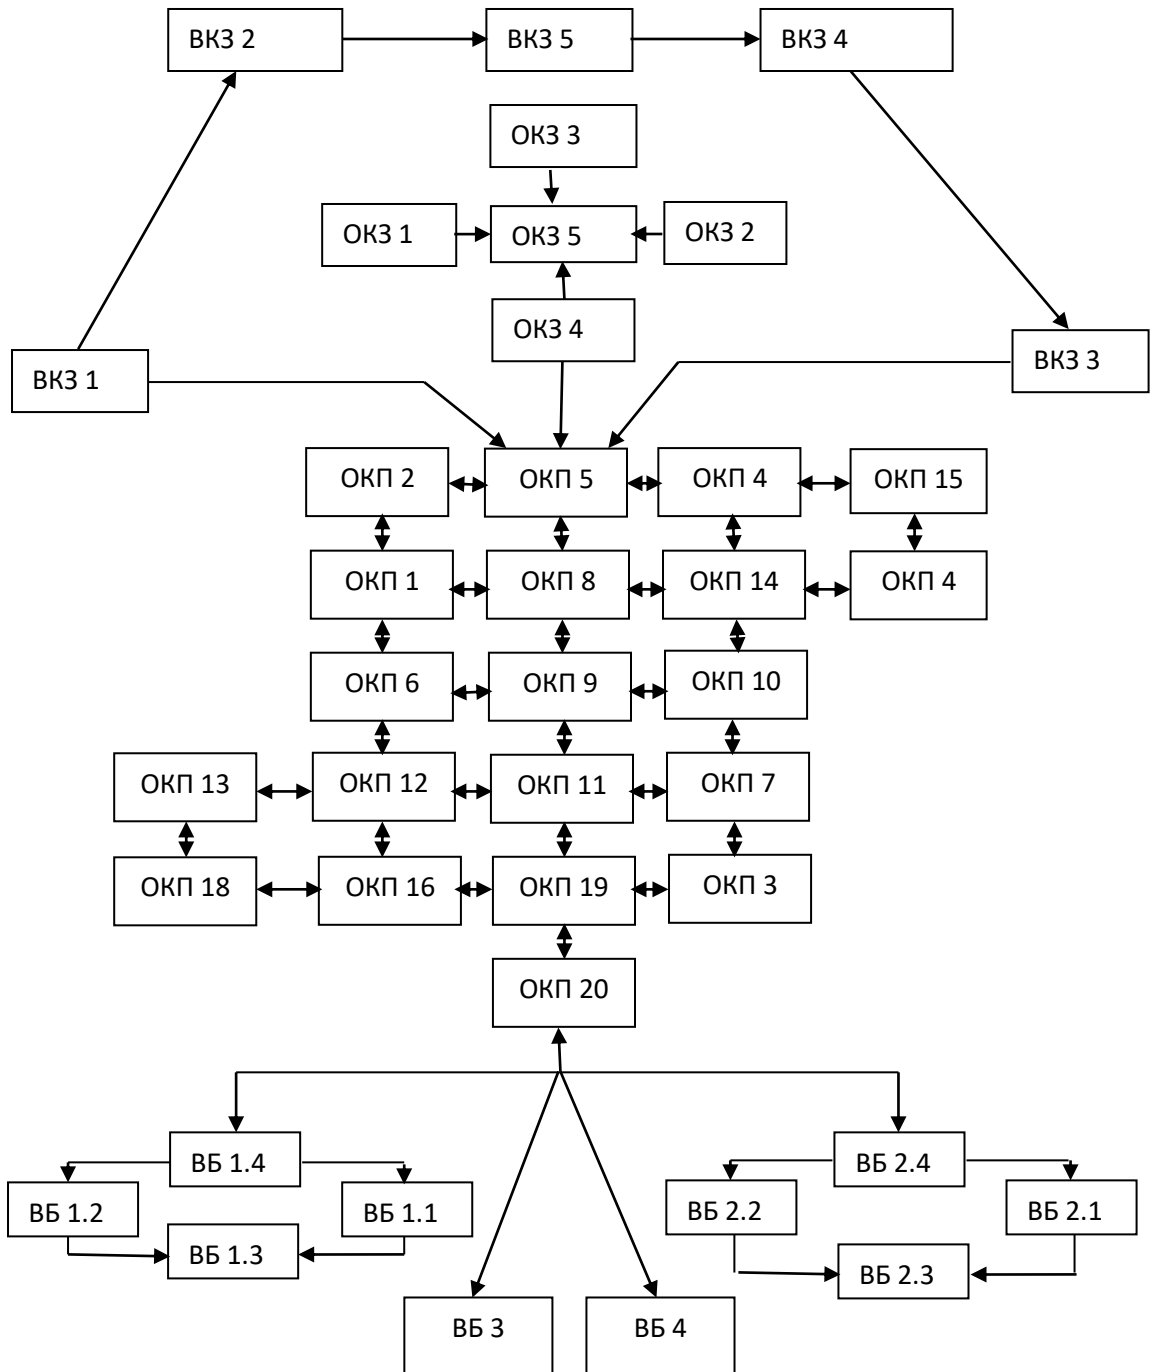 ВКЗ 2
ВКЗ 5
ВКЗ 4
ОКЗ 3
ОКЗ 1
ОКЗ 5
ОКЗ 2
ОКЗ 4
ВКЗ 1
ВКЗ 3
ОКП 2
ОКП 5
ОКП 4
ОКП 15
ОКП 1
ОКП 8
ОКП 14
ОКП 4
ОКП 6
ОКП 9
ОКП 10
ОКП 13
ОКП 12
ОКП 11
ОКП 7
ОКП 18
ОКП 16
ОКП 19
ОКП 3
ОКП 20
ВБ 1.4
ВБ 2.4
ВБ 1.2
ВБ 1.1
ВБ 2.2
ВБ 2.1
ВБ 1.3
ВБ 2.3
ВБ 3
ВБ 4